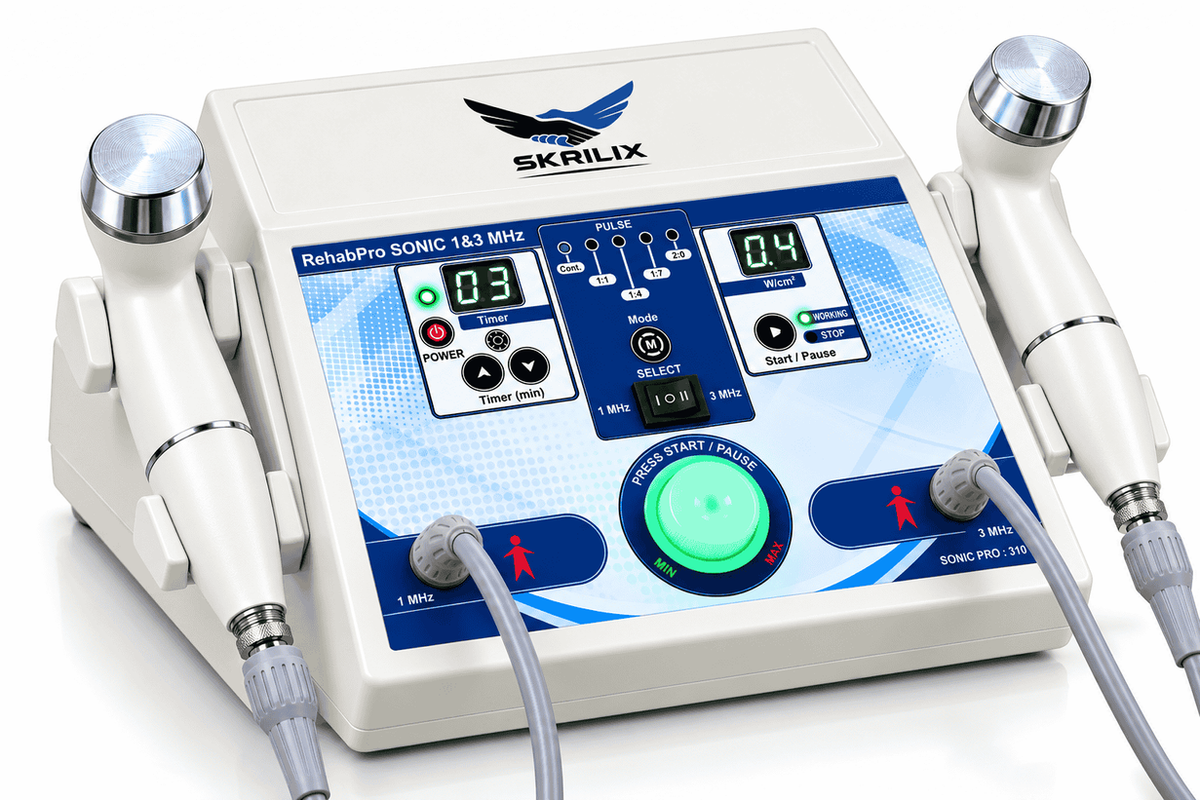 SKRILIX
RehabPro SONIC 1&3 MHz
03
Timer
POWER
Timer (min)
PULSE
Cont.
1:1
1:4
1:7
2:0
Mode
M
SELECT
1 MHz
I O II
3 MHz
0.4
W/cm²
WORKING
STOP
Start / Pause
PRESS START / PAUSE
MIN
MAX
1 MHz
3 MHz
SONIC PRO : 310